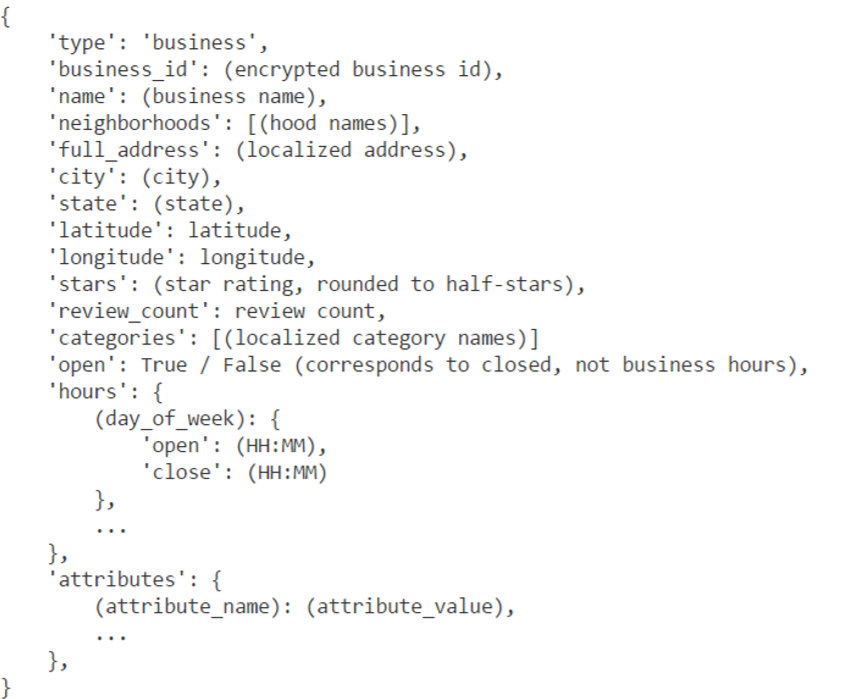 {
    'type': 'business',
    'business_id': (encrypted business id),
    'name': (business name),
    'neighborhoods': [(hood names)],
    'full_address': (localized address),
    'city': (city),
    'state': (state),
    'latitude': latitude,
    'longitude': longitude,
    'stars': (star rating, rounded to half-stars),
    'review_count': review count,
    'categories': [(localized category names)]
    'open': True / False (corresponds to closed, not business hours),
    'hours': {
        (day_of_week): {
            'open': (HH:MM),
            'close': (HH:MM)
        },
        ...
    },
    'attributes': {
        (attribute_name): (attribute_value),
        ...
    },
}